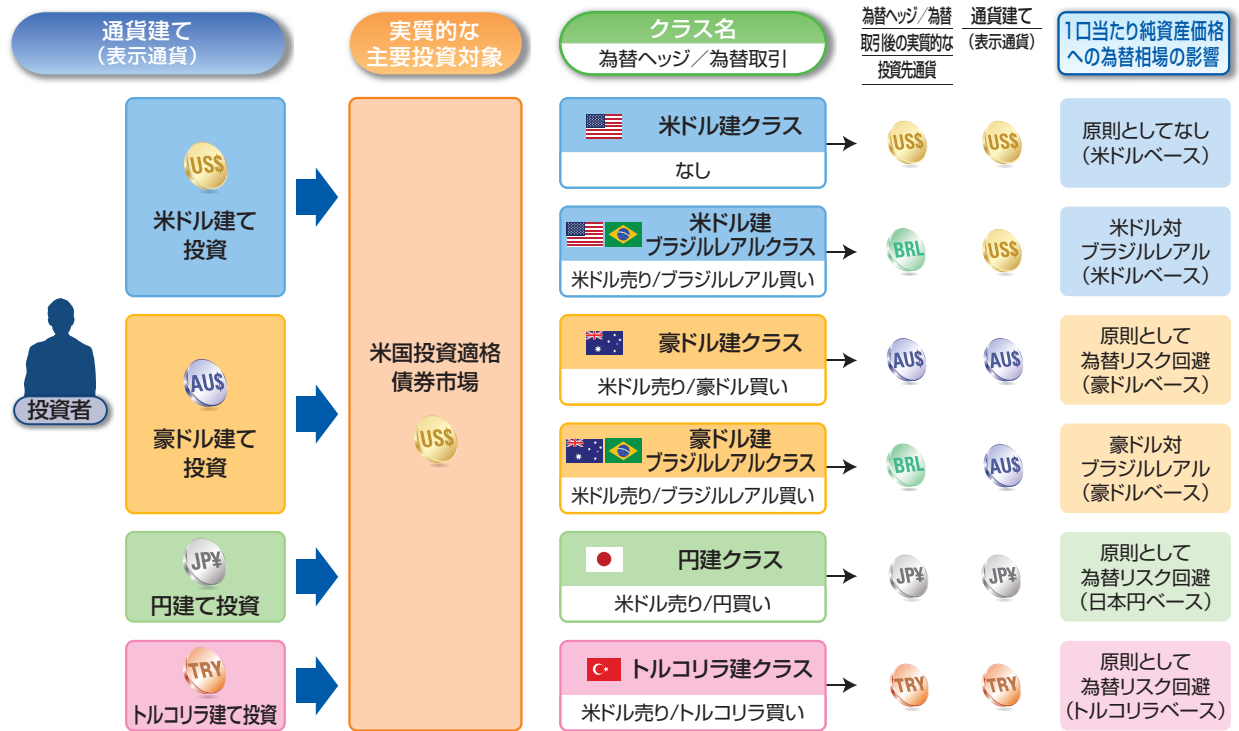 通貨建て
（表示通貨）
実質的な
主要投資対象
クラス名
為替ヘッジ／為替取引
為替ヘッジ／為替
取引後の実質的な
投資先通貨
通貨建て
（表示通貨）
1口当たり純資産価格
への為替相場の影響
投資者
US$
米ドル建て
投資
AU$
豪ドル建て
投資
JP¥
円建て投資
TRY
トルコリラ建て投資
米国投資適格
債券市場
US$
米ドル建クラス
なし
US$
US$
原則としてなし
（米ドルベース）
米ドル建
ブラジルレアルクラス
米ドル売り/ブラジルレアル買い
BRL
US$
米ドル対
ブラジルレアル
（米ドルベース）
豪ドル建クラス
米ドル売り/豪ドル買い
AU$
AU$
原則として
為替リスク回避
（豪ドルベース）
豪ドル建
ブラジルレアルクラス
米ドル売り/ブラジルレアル買い
BRL
AU$
豪ドル対
ブラジルレアル
（豪ドルベース）
円建クラス
米ドル売り/円買い
JP¥
JP¥
原則として
為替リスク回避
（日本円ベース）
トルコリラ建クラス
米ドル売り/トルコリラ買い
TRY
TRY
原則として
為替リスク回避
（トルコリラベース）